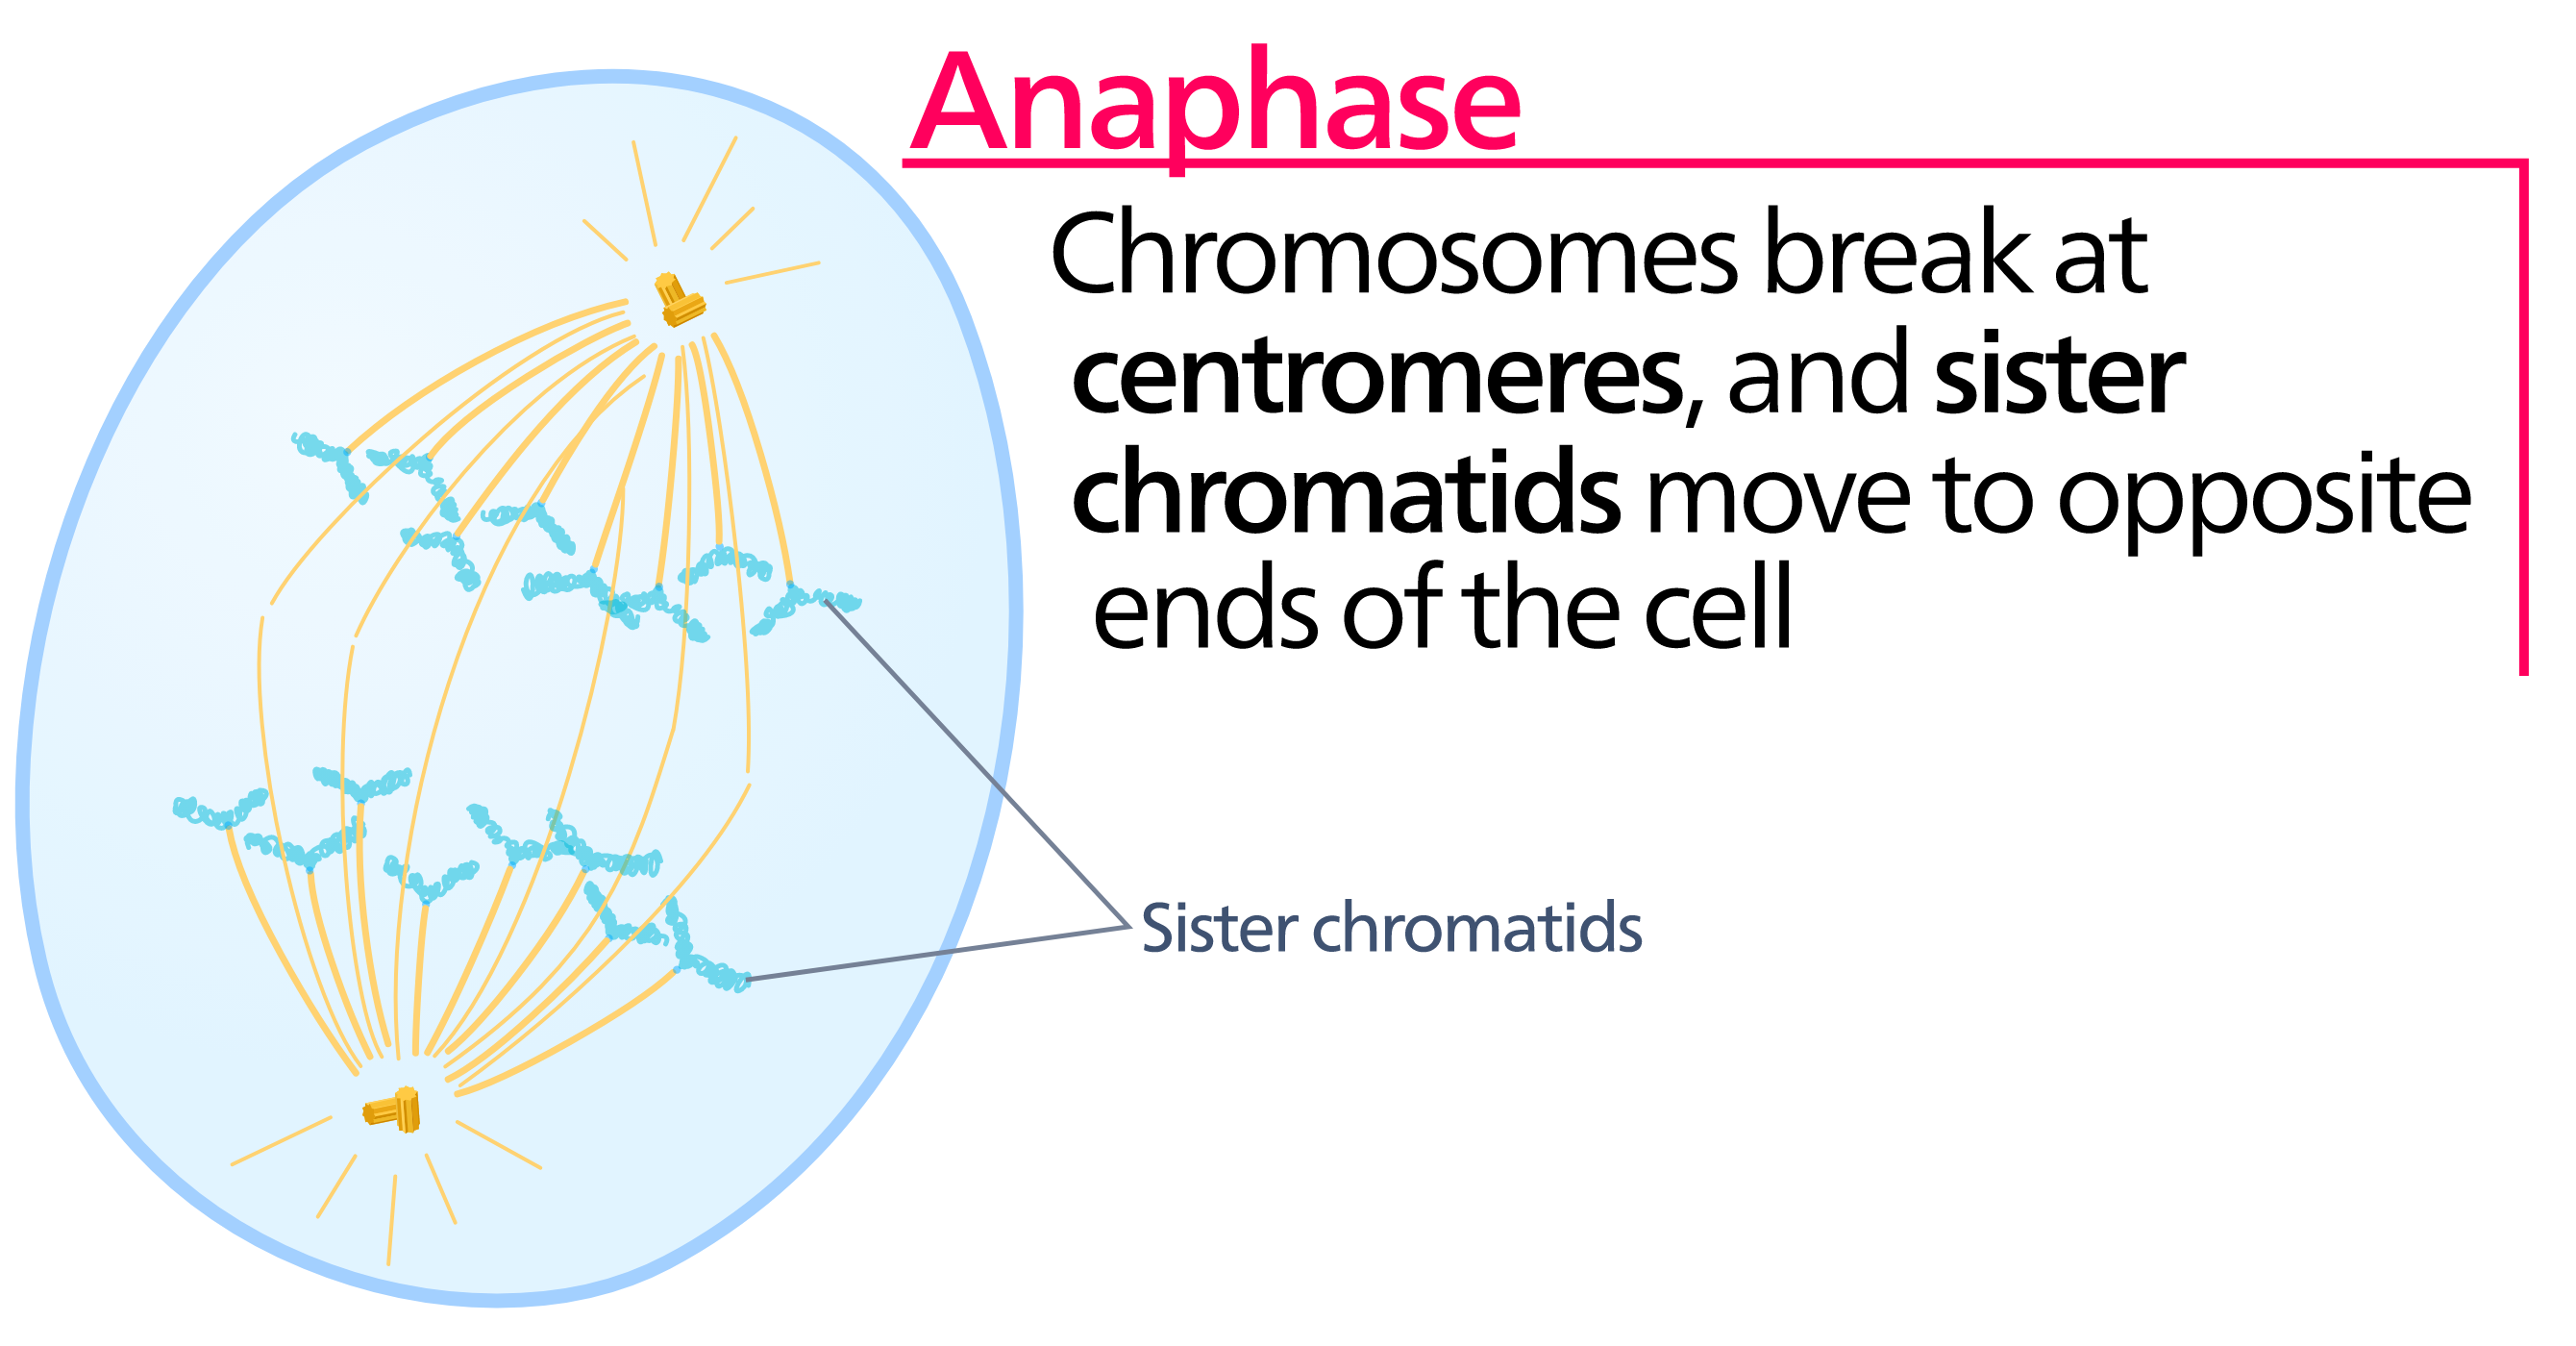 Anaphase
Chromosomes break at
centromeres, and sister
chromatids move to opposite
ends of the cell
Sister chromatids